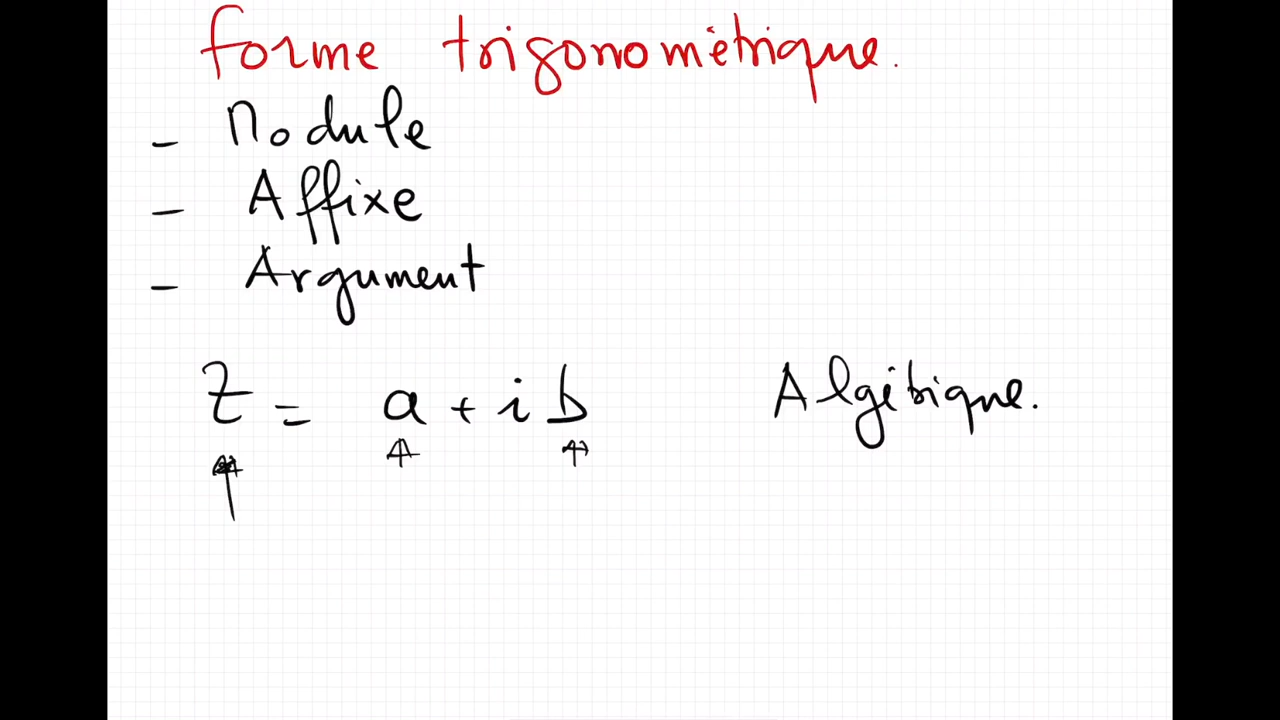 forme trigonométrique.
- Module
- Affixe
- Argument
Z = a + i b Algébrique.